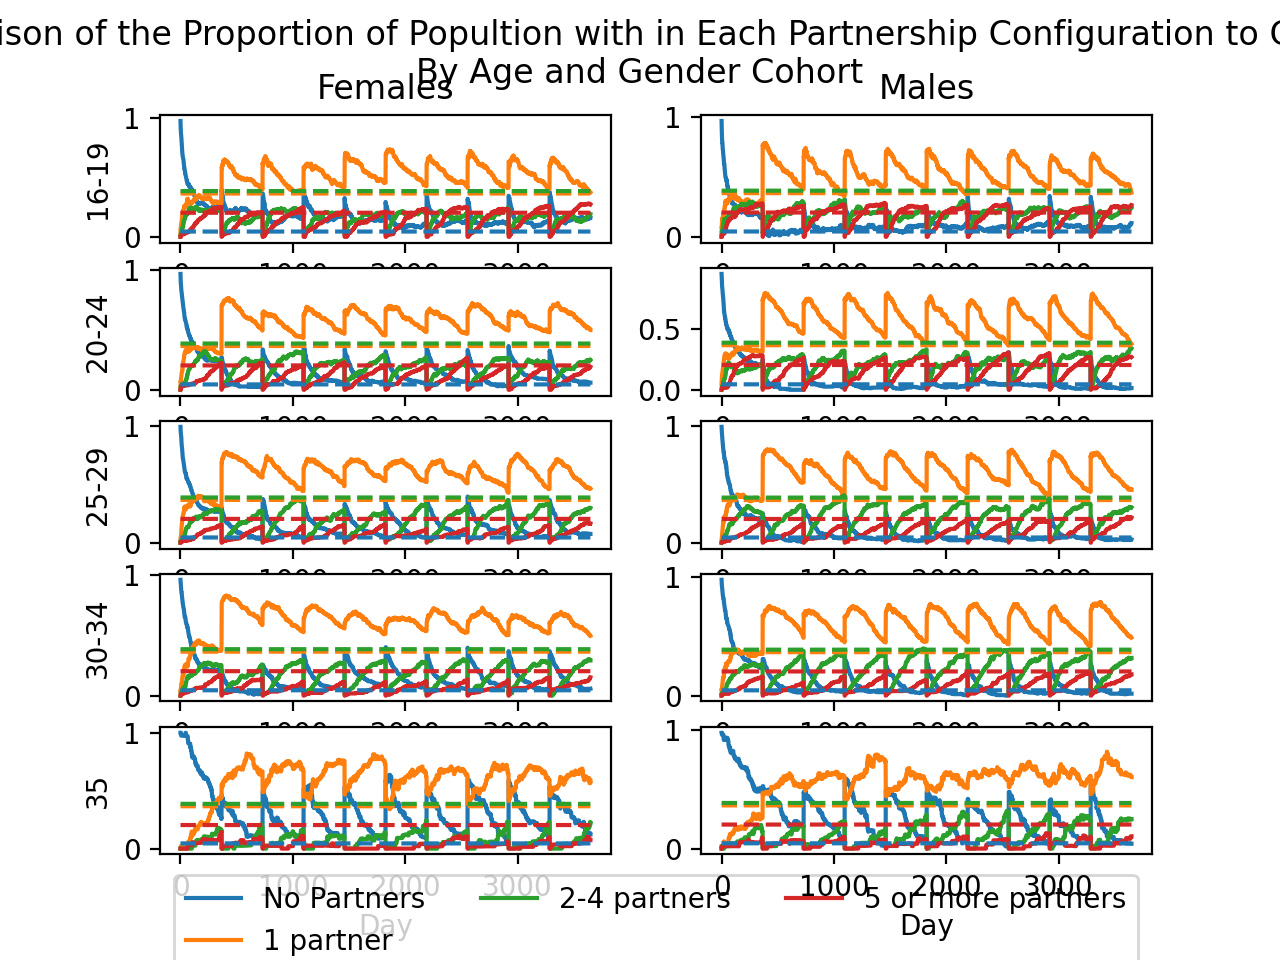 ison of the Proportion of Popultion with in Each Partnership Configuration to
By Age and Gender Cohort
Females Males
1 1
16-19
0 0
1
20-24 0.5
0 0.0
1 1
25-29
0 0
1 1
30-34
0 0
1 1
35
0 0
0 1000 2000 3000 0 1000 2000 3000
No Partners 2-4 partners 5 or more partners
Day Day
1 partner